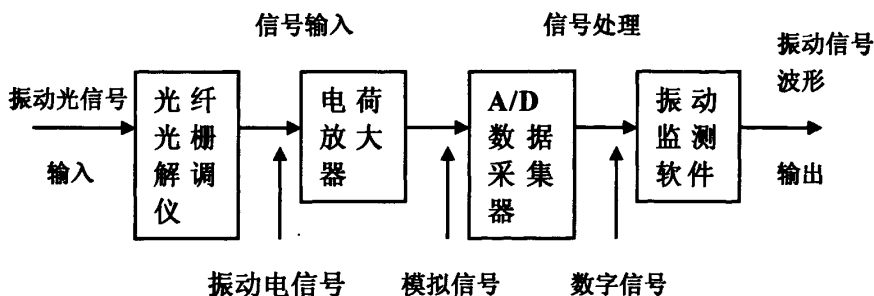 信号输入
信号处理
振动信号
波形
振动光信号
输入
光纤
光栅
解调
仪
电荷
放大
器
A/D
数据
采集
器
振动
监测
软件
输出
振动电信号
模拟信号
数字信号